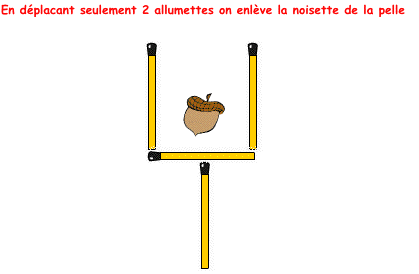 En déplacant seulement 2 allumettes on enlève la noisette de la pelle